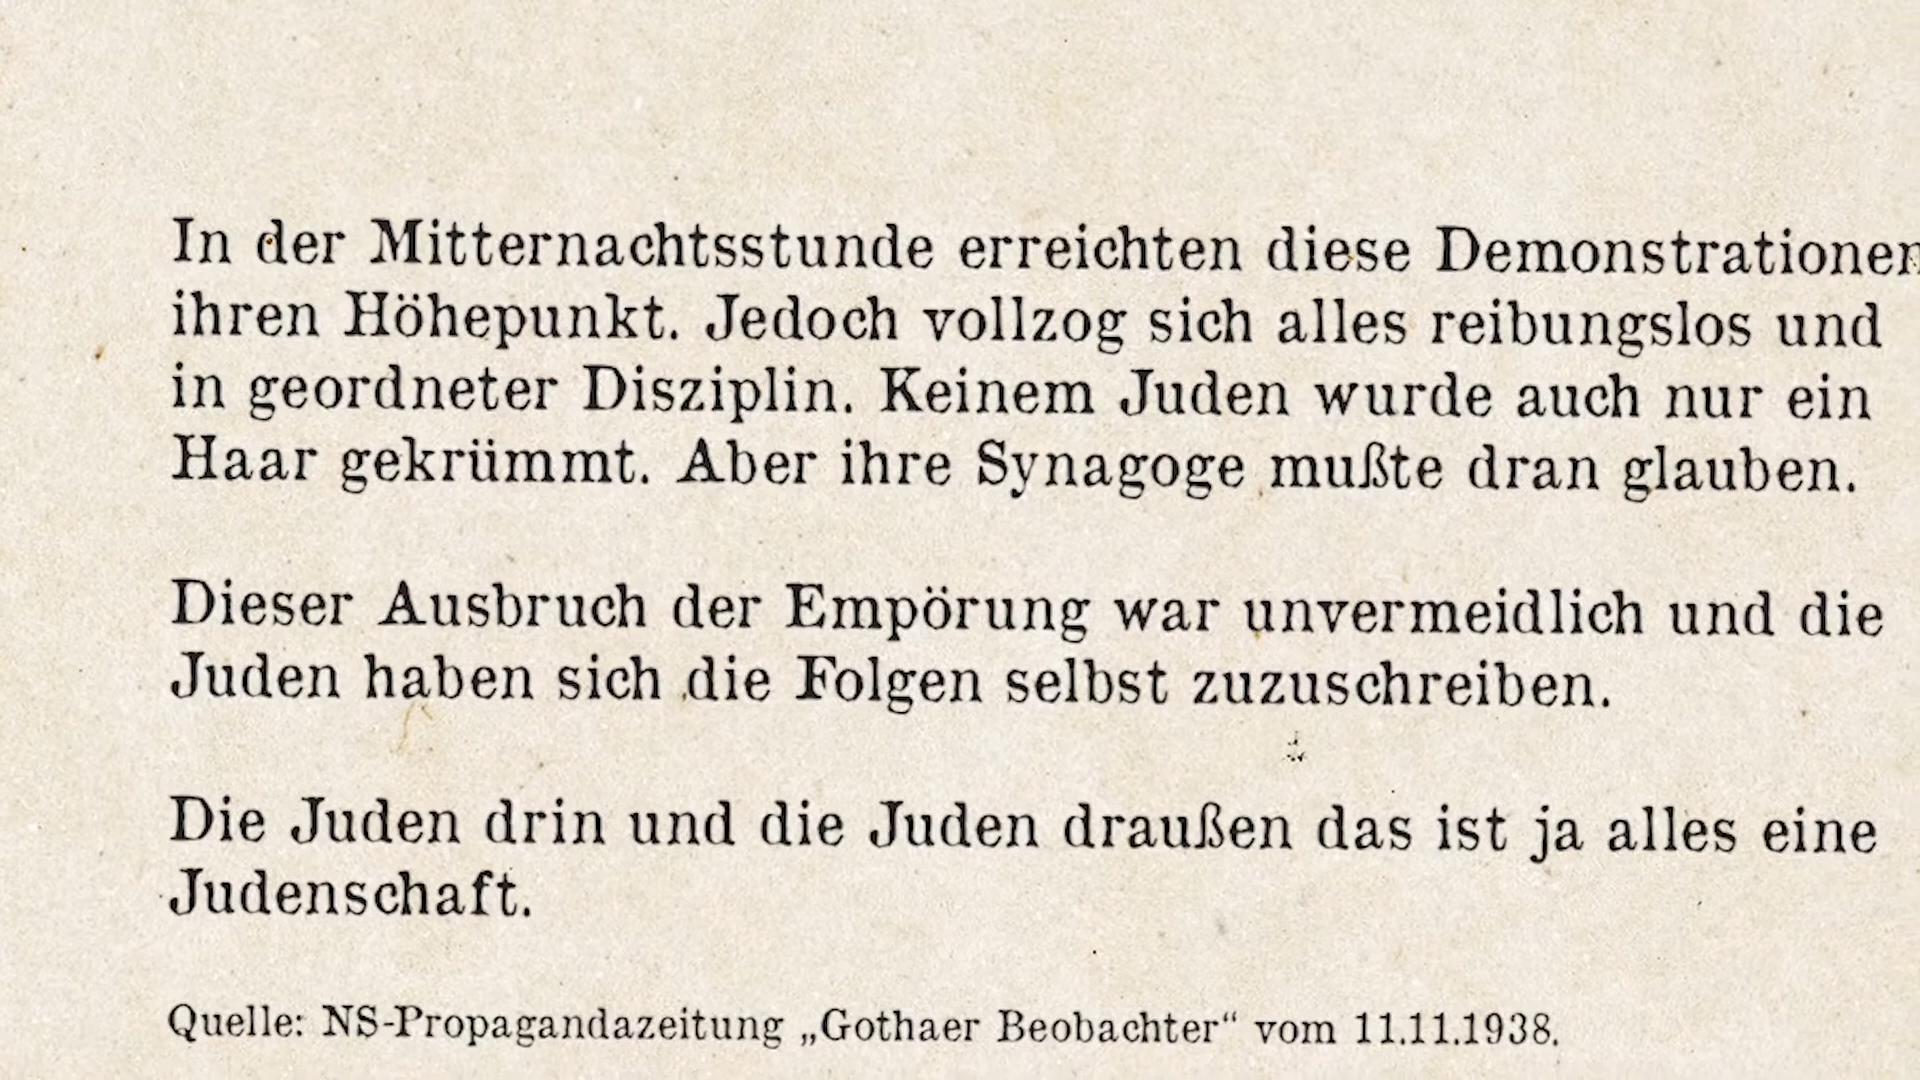 In der Mitternachtsstunde erreichten diese Demonstrationen
ihren Höhepunkt. Jedoch vollzog sich alles reibungslos und
in geordneter Disziplin. Keinem Juden wurde auch nur ein
Haar gekrümmt. Aber ihre Synagoge mußte dran glauben.
Dieser Ausbruch der Empörung war unvermeidlich und die
Juden haben sich die Folgen selbst zuzuschreiben.
Die Juden drin und die Juden draußen das ist ja alles eine
Judenschaft.
Quelle: NS-Propagandazeitung „Gothaer Beobachter“ vom 11.11.1938.